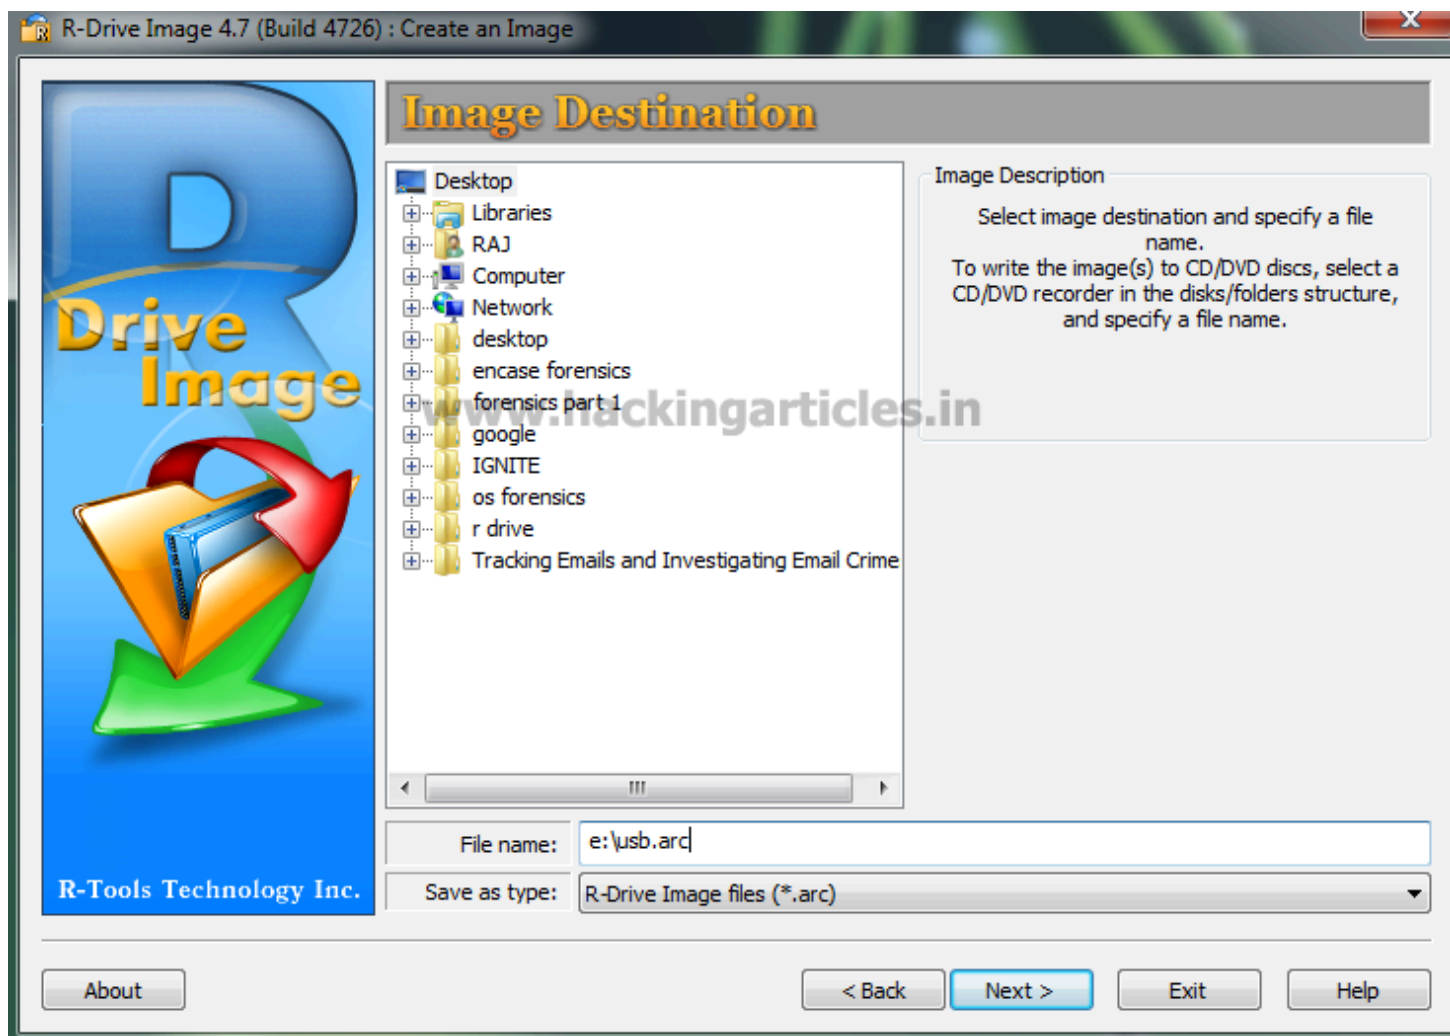 R-Drive Image 4.7 (Build 4726) : Create an Image
X
Image Destination
R
Drive
Image
R-Tools Technology Inc.
Desktop
Libraries
RAJ
Computer
Network
desktop
encase forensics
forensics part 1
google
IGNITE
os forensics
r drive
Tracking Emails and Investigating Email Crime
www.hackingarticles.in
Image Description
Select image destination and specify a file
name.
To write the image(s) to CD/DVD discs, select a
CD/DVD recorder in the disks/folders structure,
and specify a file name.
File name: e:\usb.arc
Save as type: R-Drive Image files (*.arc)
About
< Back
Next >
Exit
Help